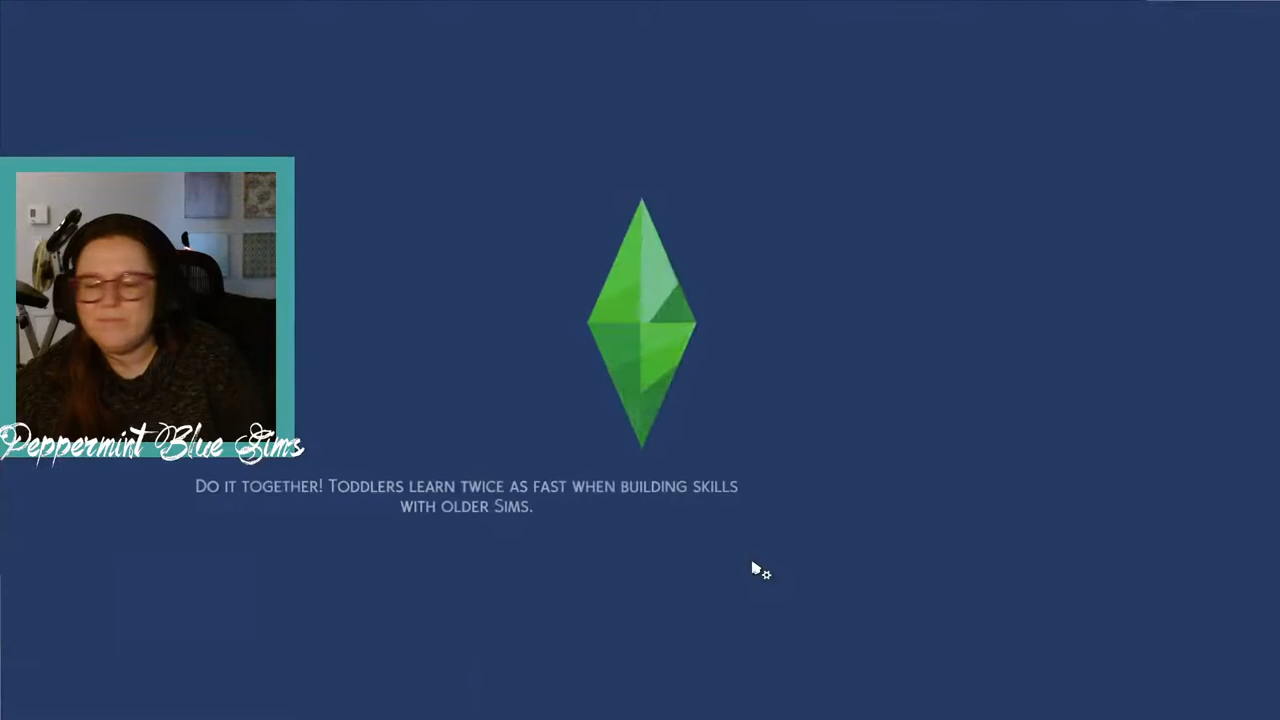 Peppermint Blue Sims
DO IT TOGETHER! TODDLERS LEARN TWICE AS FAST WHEN BUILDING SKILLS
WITH OLDER SIMS.